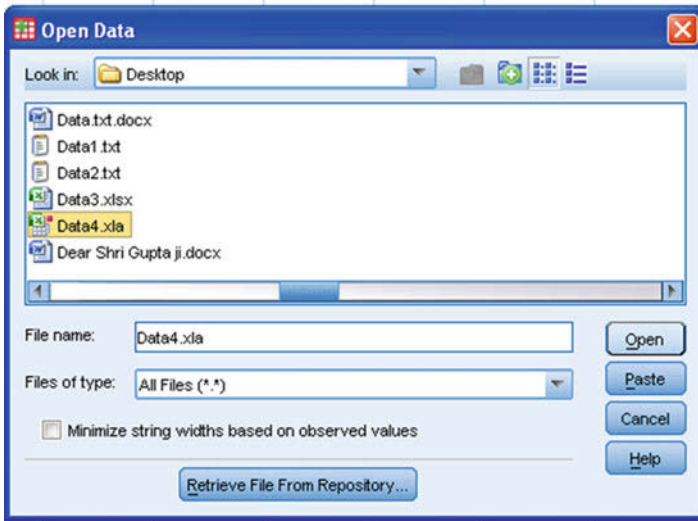 Open Data
Look in: Desktop
Data.txt.docx
Data1.txt
Data2.txt
Data3.xlsx
Data4.xla
Dear Shri Gupta ji.docx
File name: Data4.xla
Open
Files of type: All Files (*.*)
Paste
Minimize string widths based on observed values
Cancel
Help
Retrieve File From Repository...